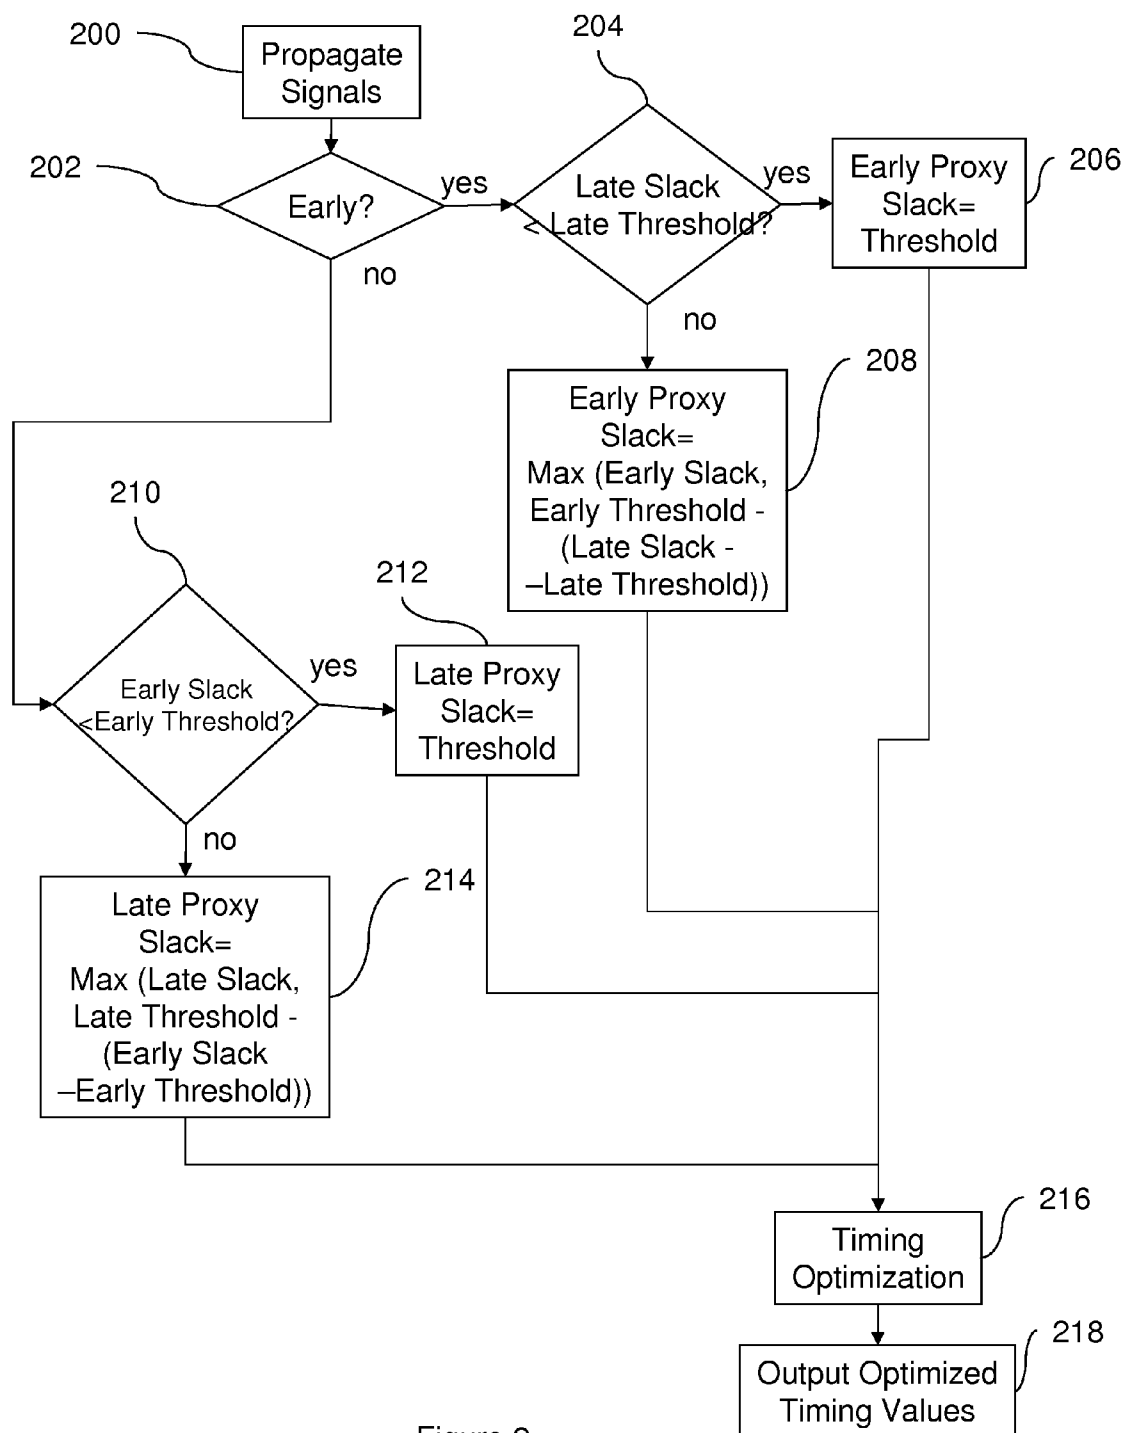 200
Propagate
Signals
202
Early?
yes
no
204
Late Slack
< Late Threshold?
yes
no
206
Early Proxy
Slack=
Threshold
208
Early Proxy
Slack=
Max (Early Slack,
Early Threshold -
(Late Slack -
–Late Threshold))
210
Early Slack
<Early Threshold?
yes
no
212
Late Proxy
Slack=
Threshold
214
Late Proxy
Slack=
Max (Late Slack,
Late Threshold -
(Early Slack
–Early Threshold))
216
Timing
Optimization
218
Output Optimized
Timing Values
Figure